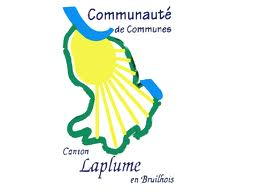 Communauté
de Communes
Canton
Laplume
en Bruilhois